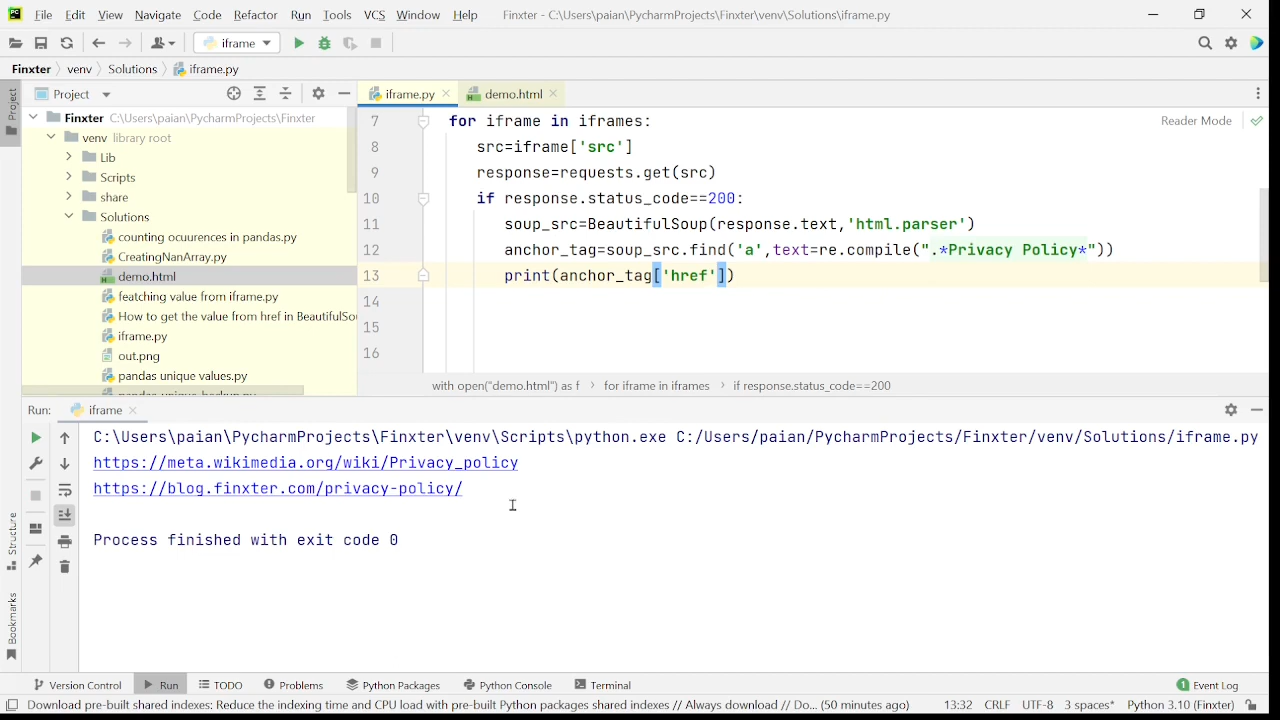 PC File Edit View Navigate Code Refactor Run Tools VCS Window Help Finxter - C:\Users\paian\PycharmProjects\Finxter\venv\Solutions\iframe.py
iframe
Finxter venv Solutions iframe.py
Project
Project
iframe.py
demo.html
Finxter C:\Users\paian\PycharmProjects\Finxter
venv library root
Lib
Scripts
share
Solutions
counting ocuurences in pandas.py
CreatingNanArray.py
demo.html
featching value from iframe.py
How to get the value from href in BeautifulSou
iframe.py
out.png
pandas unique values.py
7 for iframe in iframes:
8 src=iframe['src']
9 response=requests.get(src)
10 if response.status_code==200:
11 soup_src=BeautifulSoup(response.text,'html.parser')
12 anchor_tag=soup_src.find('a',text=re.compile(".*Privacy Policy*"))
13 print(anchor_tag['href'])
14
15
16
Reader Mode
with open("demo.html") as f for iframe in iframes if response.status_code==200
Run: iframe
C:\Users\paian\PycharmProjects\Finxter\venv\Scripts\python.exe C:/Users/paian/PycharmProjects/Finxter/venv/Solutions/iframe.py
https://meta.wikimedia.org/wiki/Privacy_policy
https://blog.finxter.com/privacy-policy/
Process finished with exit code 0
Structure
Bookmarks
Version Control Run TODO Problems Python Packages Python Console Terminal 1 Event Log
Download pre-built shared indexes: Reduce the indexing time and CPU load with pre-built Python packages shared indexes // Always download // Do... (50 minutes ago) 13:32 CRLF UTF-8 3 spaces* Python 3.10 (Finxter)